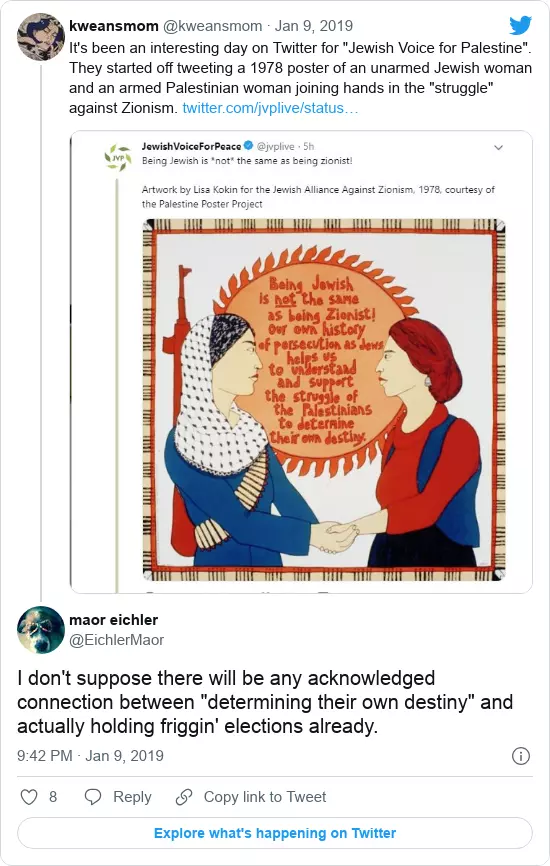 kweansmom @kweansmom · Jan 9, 2019
It's been an interesting day on Twitter for "Jewish Voice for Palestine".
They started off tweeting a 1978 poster of an unarmed Jewish woman
and an armed Palestinian woman joining hands in the "struggle"
against Zionism. twitter.com/jvplive/status…
JVP
JewishVoiceForPeace @jvplive · 5h
Being Jewish is *not* the same as being zionist!
Artwork by Lisa Kokin for the Jewish Alliance Against Zionism, 1978, courtesy of
the Palestine Poster Project
Being Jewish
is not the same
as being Zionist!
Our own history
of persecution as Jews
helps us
to understand
and support
the struggle of
the Palestinians
to determine
their own destiny.
maor eichler
@EichlerMaor
I don't suppose there will be any acknowledged
connection between "determining their own destiny" and
actually holding friggin' elections already.
9:42 PM · Jan 9, 2019
8 Reply Copy link to Tweet
Explore what's happening on Twitter